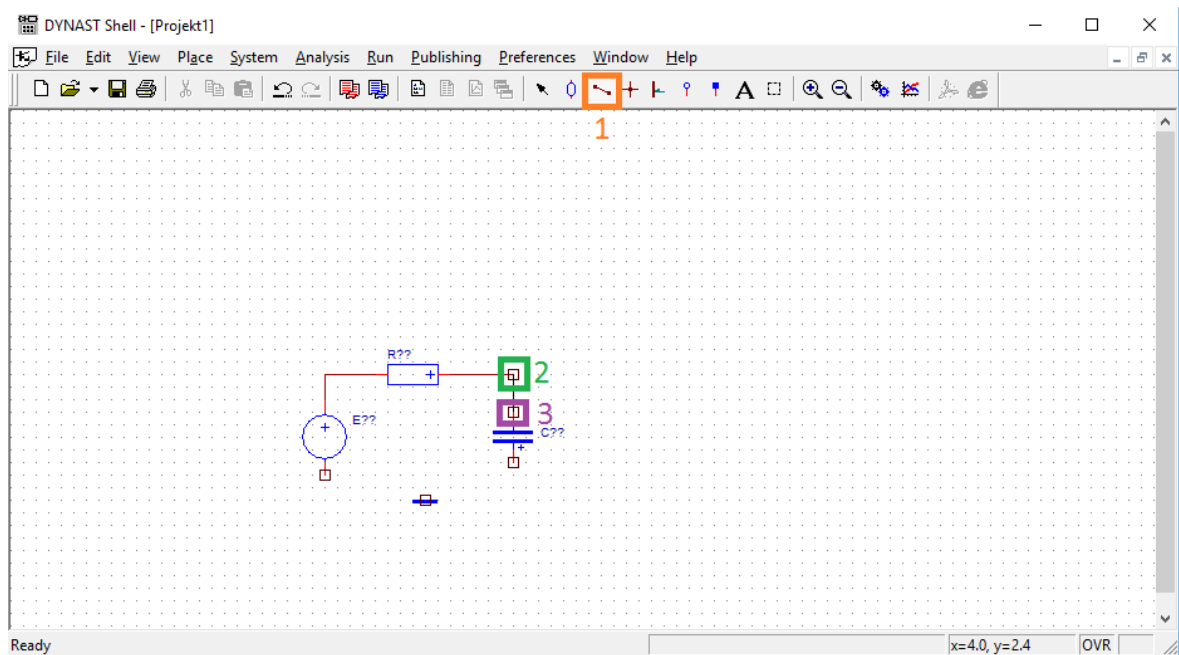 DYNAST Shell - [Projekt1]
File Edit View Place System Analysis Run Publishing Preferences Window Help
A
1
R??
+
2
E??
+
3
C??
+
Ready
x=4.0, y=2.4
OVR